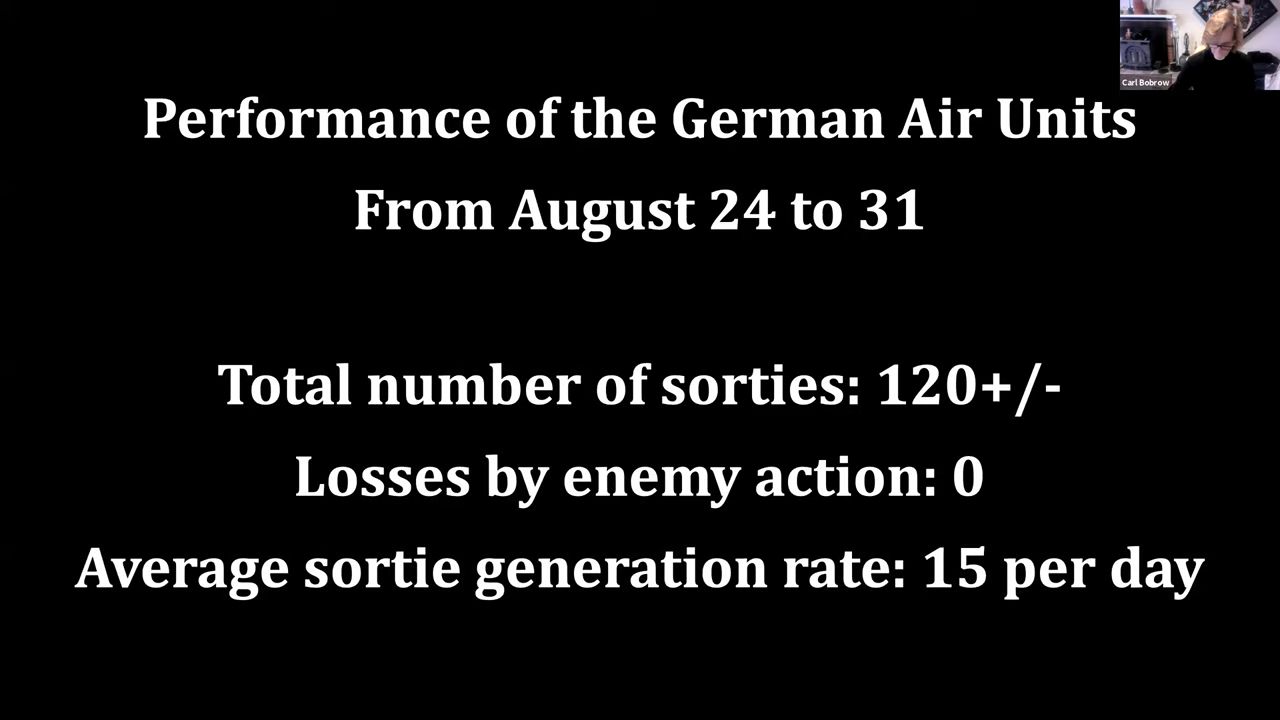 Carl Bobrow
Performance of the German Air Units
From August 24 to 31
Total number of sorties: 120+/-
Losses by enemy action: 0
Average sortie generation rate: 15 per day